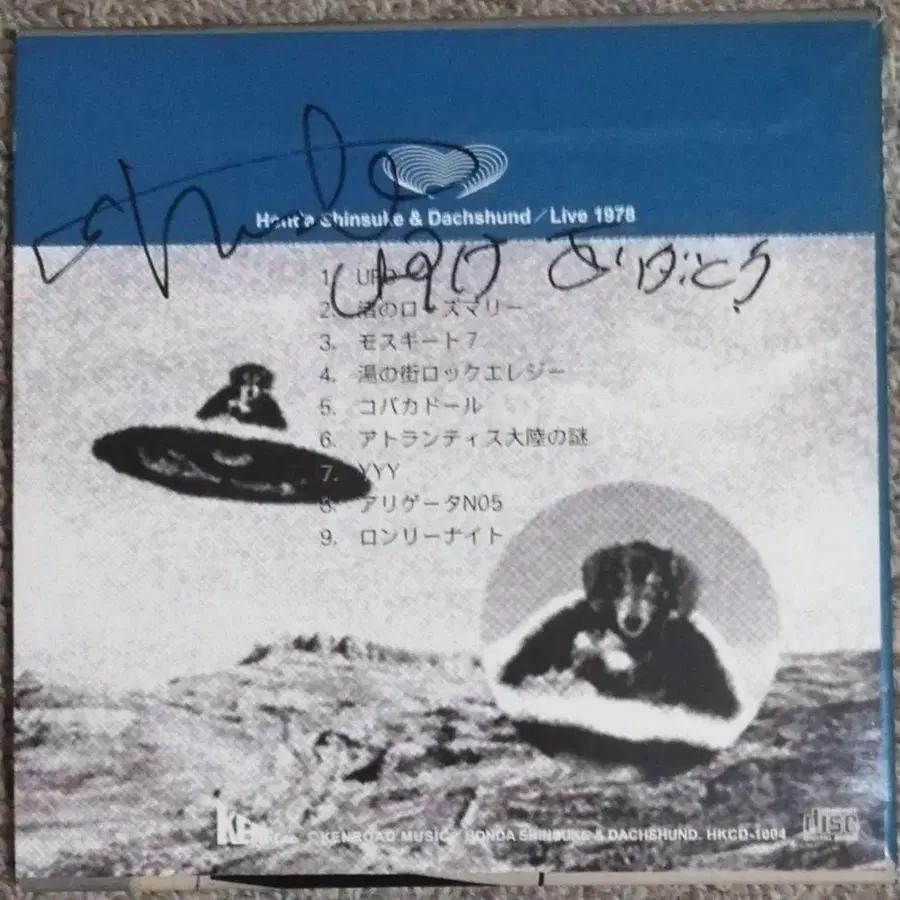 Honda Shinsuke & Dachshund／Live 1978
ありがとう
1. UFO
2. 渚のローズマリー
3. モスキート7
4. 湯の街ロックエレジー
5. コパカドール
6. アトランティス大陸の謎
7. YYY
8. アリゲータNO5
9. ロンリーナイト
©KENROAD MUSIC / HONDA SHINSUKE & DACHSHUND. HKCD-1004
disc